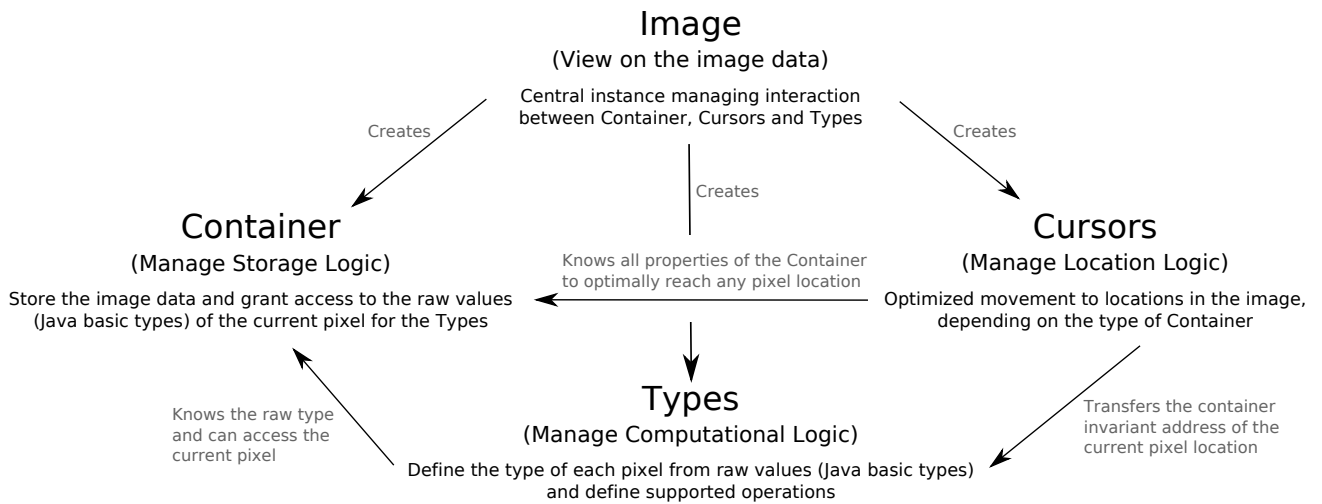 Image
(View on the image data)
Central instance managing interaction
between Container, Cursors and Types
Creates
Creates
Creates
Container
(Manage Storage Logic)
Store the image data and grant access to the raw values
(Java basic types) of the current pixel for the Types
Knows all properties of the Container
to optimally reach any pixel location
Cursors
(Manage Location Logic)
Optimized movement to locations in the image,
depending on the type of Container
Knows the raw type
and can access the
current pixel
Types
(Manage Computational Logic)
Define the type of each pixel from raw values (Java basic types)
and define supported operations
Transfers the container
invariant address of the
current pixel location